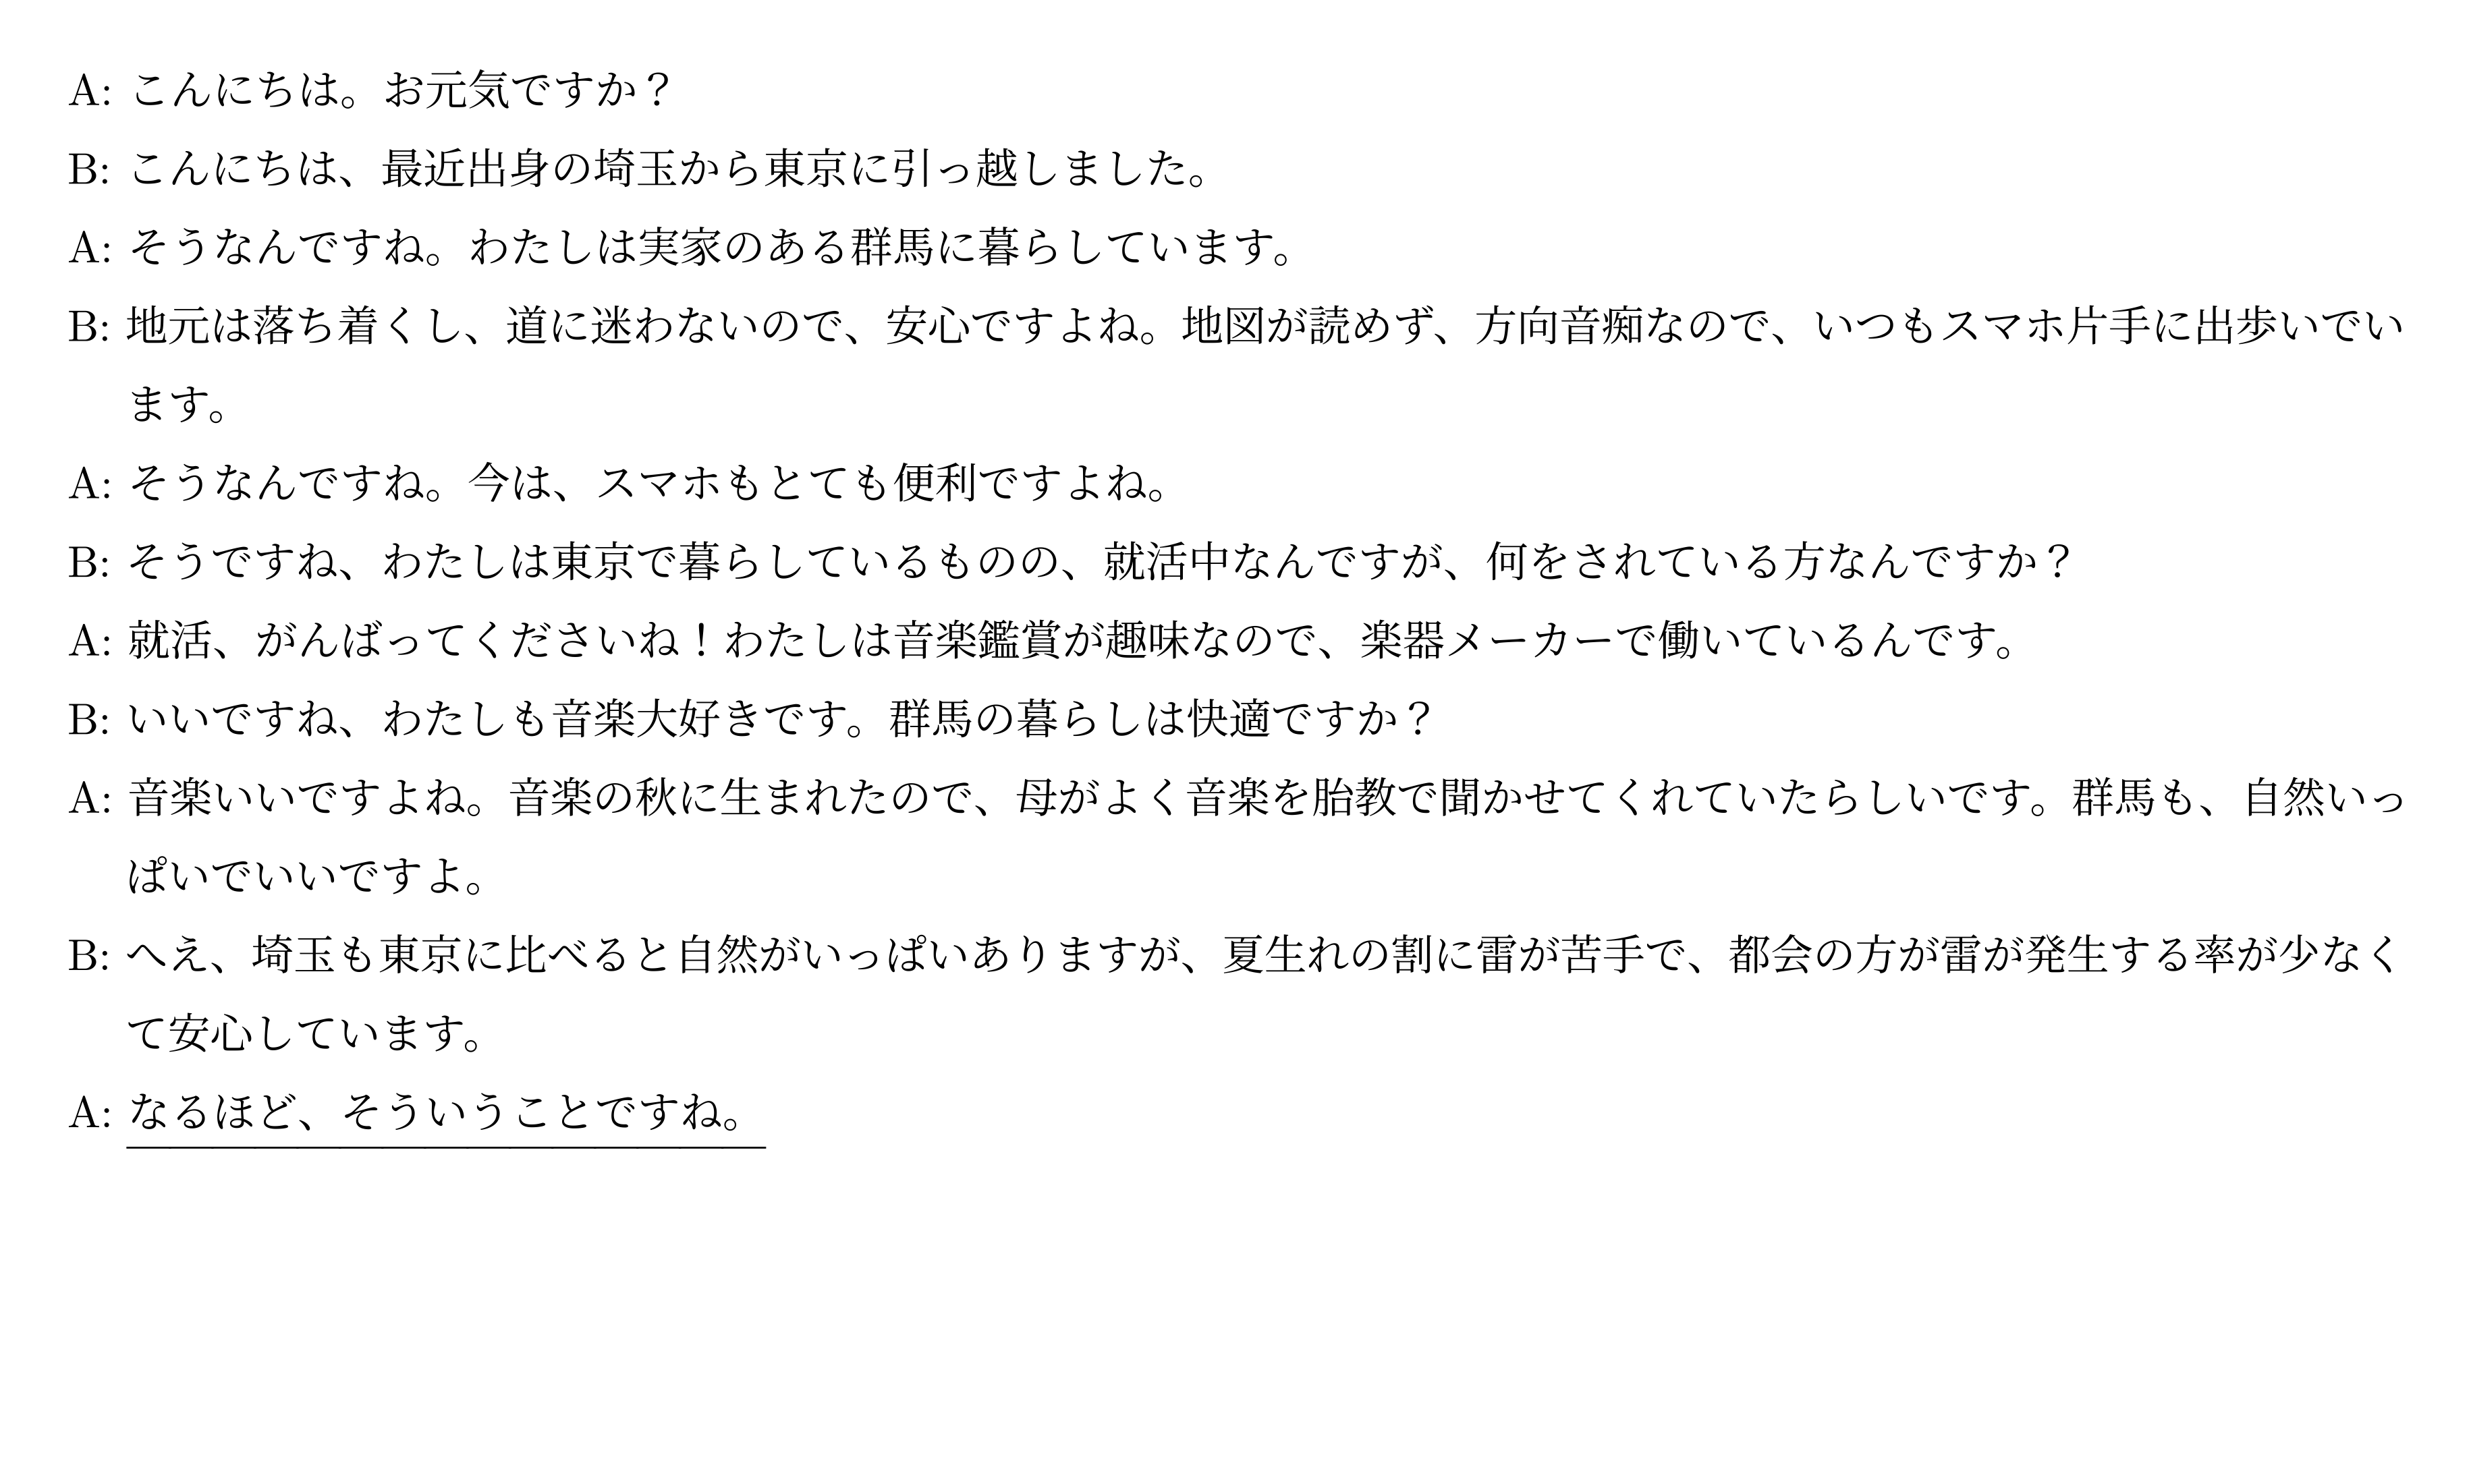 A: こんにちは。お元気ですか？
B: こんにちは、最近出身の埼玉から東京に引っ越しました。
A: そうなんですね。わたしは実家のある群馬に暮らしています。
B: 地元は落ち着くし、道に迷わないので、安心ですよね。地図が読めず、方向音痴なので、いつもスマホ片手に出歩いでい
ます。
A: そうなんですね。今は、スマホもとても便利ですよね。
B: そうですね、わたしは東京で暮らしているものの、就活中なんですが、何をされている方なんですか？
A: 就活、がんばってくださいね！わたしは音楽鑑賞が趣味なので、楽器メーカーで働いているんです。
B: いいですね、わたしも音楽大好きです。群馬の暮らしは快適ですか？
A: 音楽いいですよね。音楽の秋に生まれたので、母がよく音楽を胎教で聞かせてくれていたらしいです。群馬も、自然いっ
ぱいでいいですよ。
B: へえ、埼玉も東京に比べると自然がいっぱいありますが、夏生れの割に雷が苦手で、都会の方が雷が発生する率が少なく
て安心しています。
A: なるほど、そういうことですね。